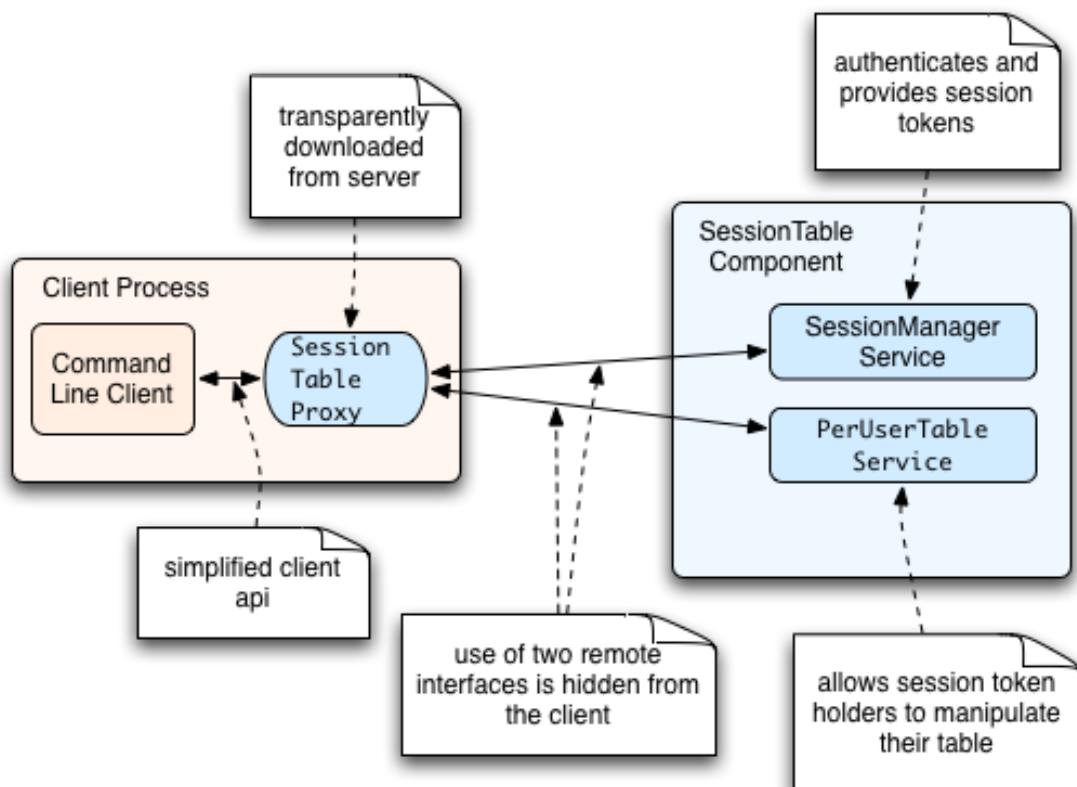 authenticates and
provides session
tokens
transparently
downloaded
from server
SessionTable
Component
Client Process
SessionManager
Service
Session
Table
Proxy
Command
Line Client
PerUserTable
Service
simplified client
api
use of two remote
interfaces is hidden from
the client
allows session token
holders to manipulate
their table